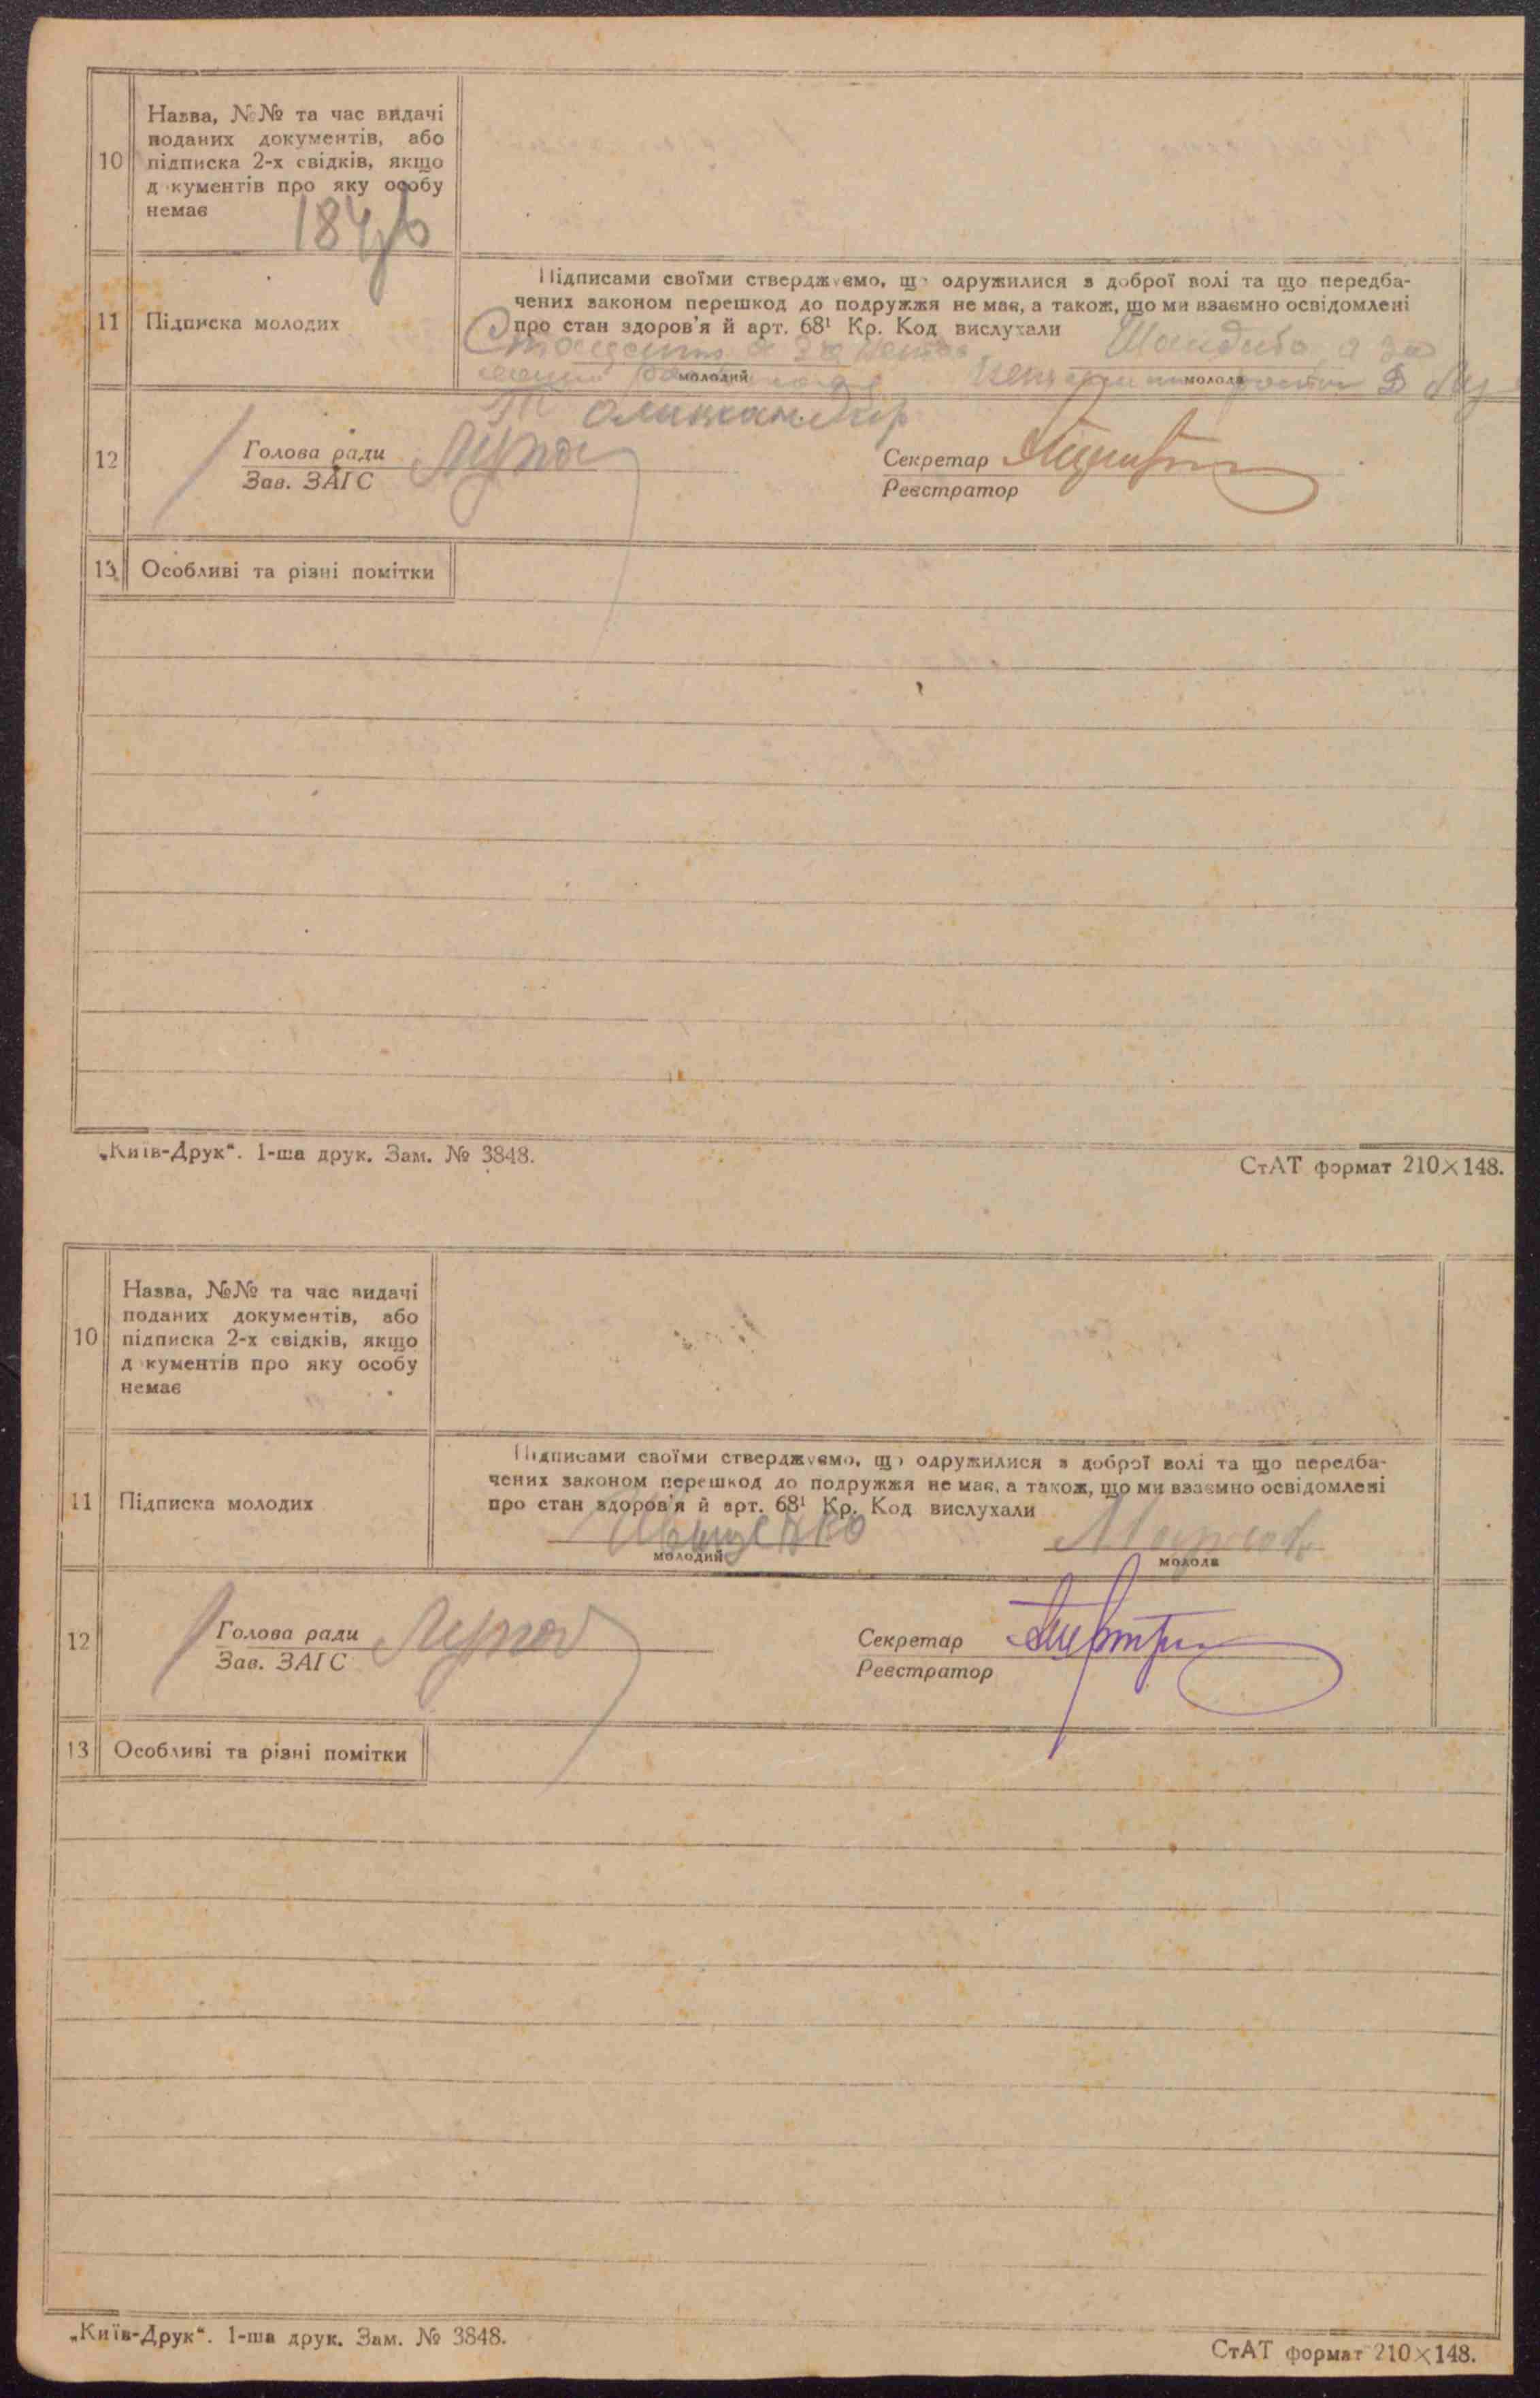 10
Назва, №№ та час видачі
поданих документів, або
підписка 2-х свідків, якщо
д кументів про яку особу
немає
184зв
11
Підписка молодих
Підписами своїми стверджуємо, що одружилися з доброї волі та що передба-
чених законом перешкод до подружжя не має, а також, що ми взаємно освідомлені
про стан здоров'я й арт. 68¹ Кр. Код вислухали
молодий
молода
12
Голова ради
Зав. ЗАГС
Секретар
Реєстратор
13
Особливі та різні помітки
„Київ-Друк“. 1-ша друк. Зам. № 3848.
СтАТ формат 210×148.
10
Назва, №№ та час видачі
поданих документів, або
підписка 2-х свідків, якщо
д кументів про яку особу
немає
11
Підписка молодих
Підписами своїми стверджуємо, що одружилися з доброї волі та що передба-
чених законом перешкод до подружжя не має, а також, що ми взаємно освідомлені
про стан здоров'я й арт. 68¹ Кр. Код вислухали
молодий
молода
12
Голова ради
Зав. ЗАГС
Секретар
Реєстратор
13
Особливі та різні помітки
„Київ-Друк“. 1-ша друк. Зам. № 3848.
СтАТ формат 210×148.